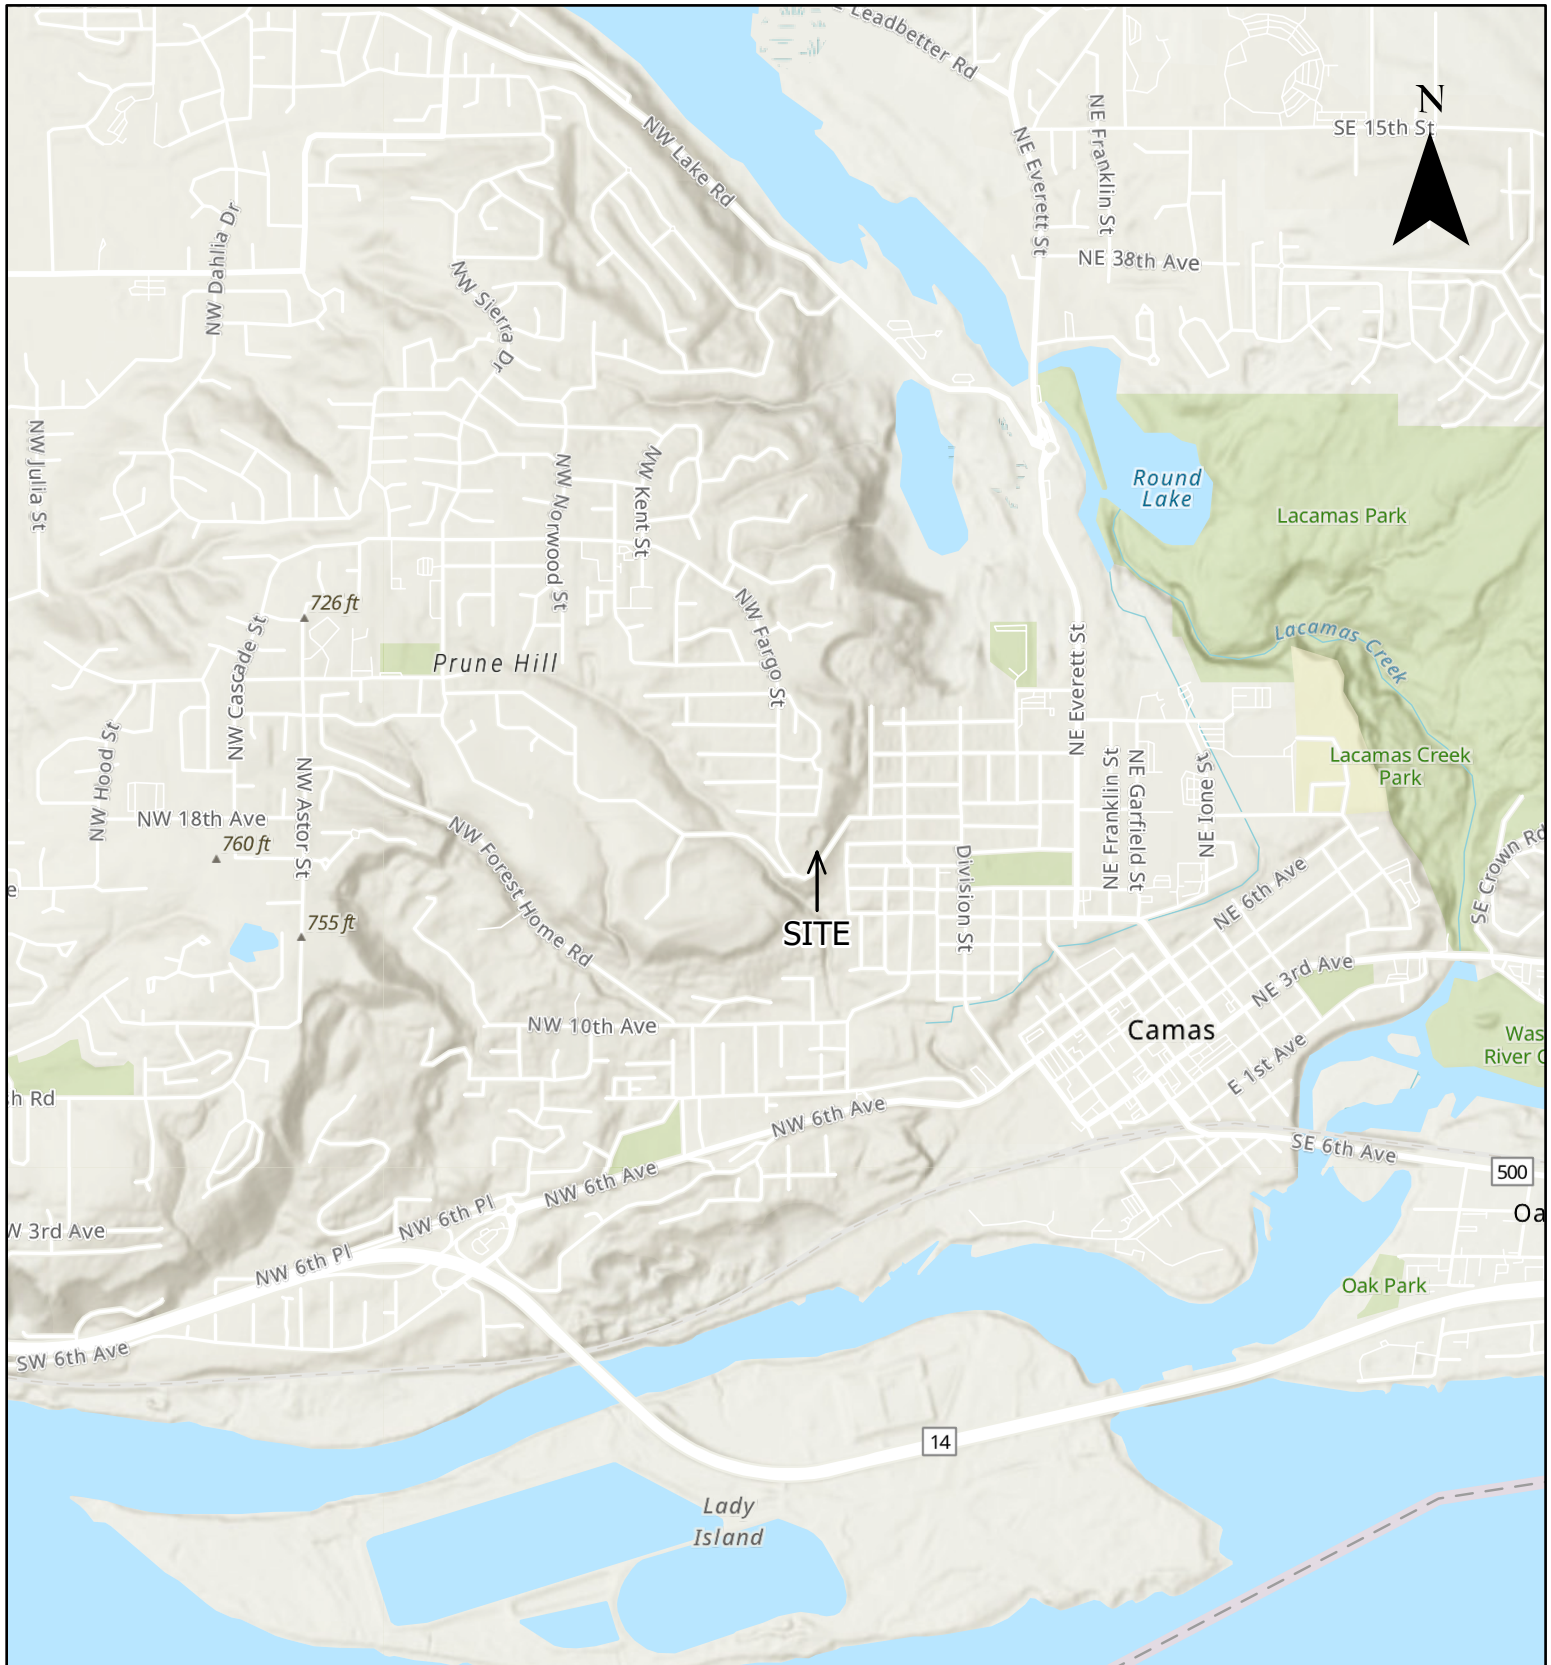 Leadbetter Rd
N
SE 15th St
NW Lake Rd
NE Everett St
NE Franklin St
NW Dahlia Dr
NE 38th Ave
NW Sierra Dr
NW Julia St
NW Norwood St
NW Kent St
Round
Lake
Lacamas Park
726 ft
NW Fargo St
Lacamas Creek
NW Cascade St
Prune Hill
NE Everett St
NW Hood St
NW Astor St
NE Franklin St
NE Garfield St
NE Ione St
Lacamas Creek
Park
NW 18th Ave
760 ft
NW Forest Home Rd
Division St
NE 6th Ave
SE Crown Rd
e
755 ft
SITE
NE 3rd Ave
NW 10th Ave
Camas
Was
River
E 1st Ave
h Rd
NW 6th Ave
SE 6th Ave
500
NW 6th Ave
NW 6th Pl
W 3rd Ave
Oa
NW 6th Pl
Oak Park
SW 6th Ave
14
Lady
Island